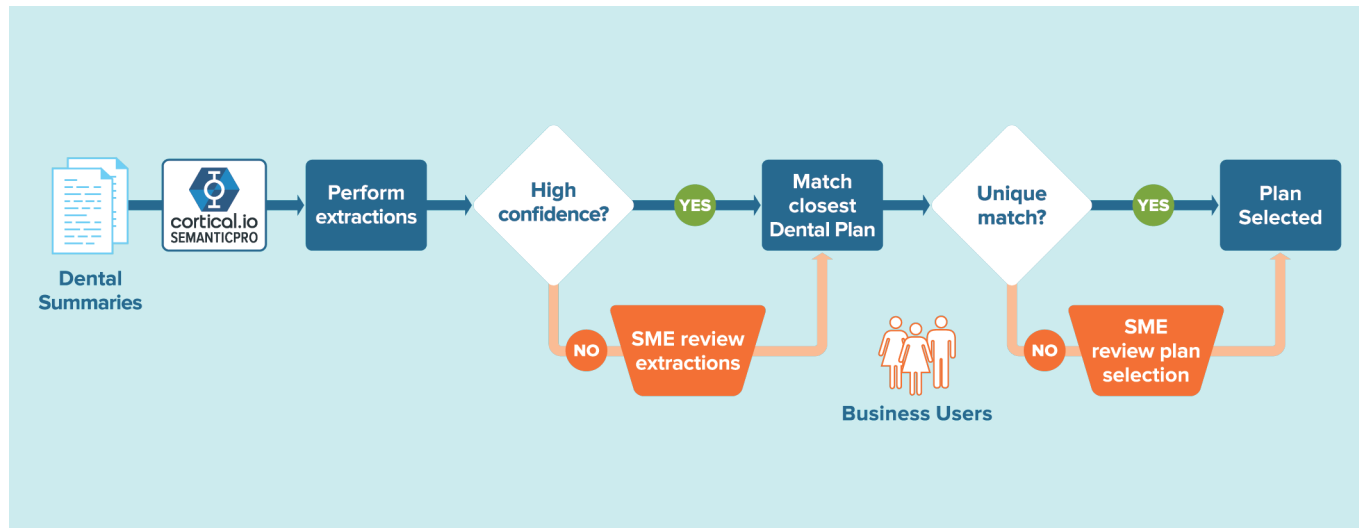 Dental
Summaries
cortical.io
SEMANTICPRO
Perform
extractions
High
confidence?
YES
NO
SME review
extractions
Match
closest
Dental Plan
Business Users
Unique
match?
YES
NO
SME
review plan
selection
Plan
Selected